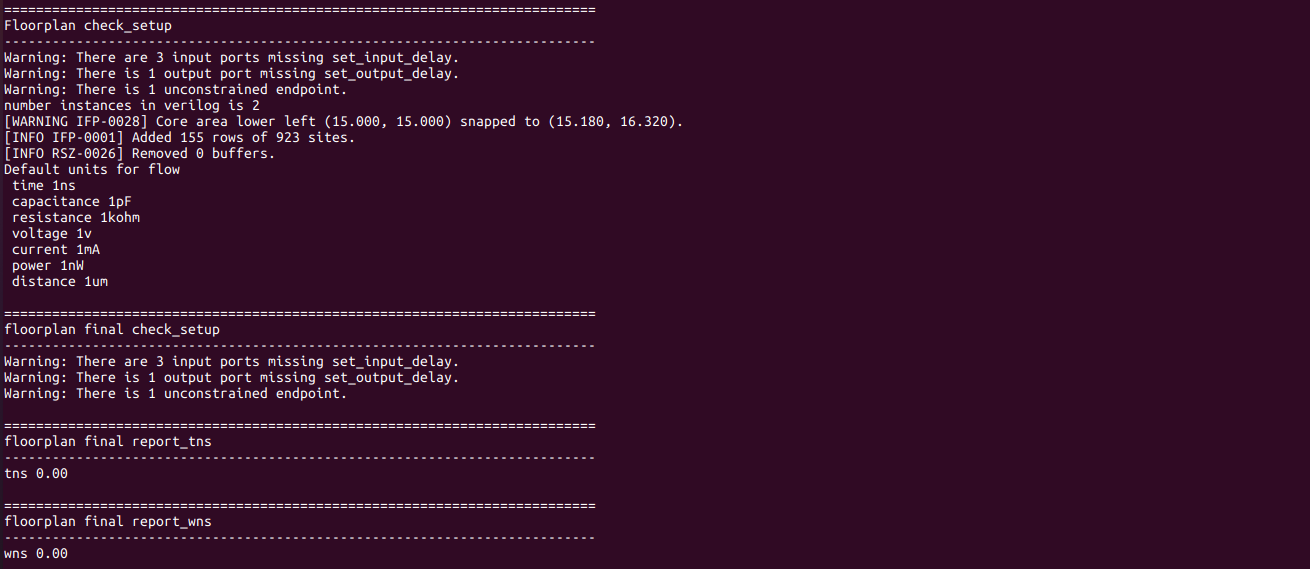 ==========================================================================
Floorplan check_setup
--------------------------------------------------------------------------
Warning: There are 3 input ports missing set_input_delay.
Warning: There is 1 output port missing set_output_delay.
Warning: There is 1 unconstrained endpoint.
number instances in verilog is 2
[WARNING IFP-0028] Core area lower left (15.000, 15.000) snapped to (15.180, 16.320).
[INFO IFP-0001] Added 155 rows of 923 sites.
[INFO RSZ-0026] Removed 0 buffers.
Default units for flow
 time 1ns
 capacitance 1pF
 resistance 1kohm
 voltage 1v
 current 1mA
 power 1nW
 distance 1um

==========================================================================
floorplan final check_setup
--------------------------------------------------------------------------
Warning: There are 3 input ports missing set_input_delay.
Warning: There is 1 output port missing set_output_delay.
Warning: There is 1 unconstrained endpoint.

==========================================================================
floorplan final report_tns
--------------------------------------------------------------------------
tns 0.00

==========================================================================
floorplan final report_wns
--------------------------------------------------------------------------
wns 0.00